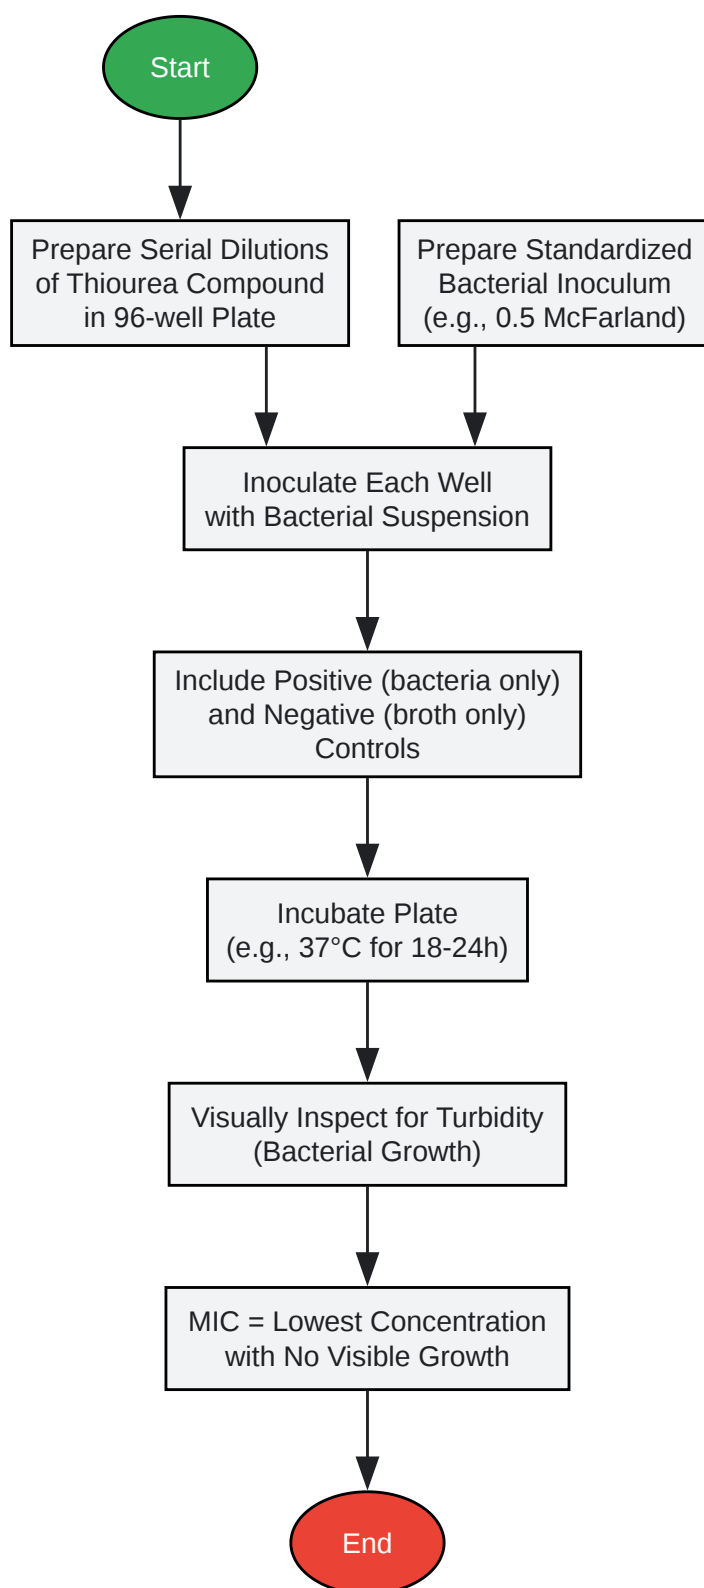 Start
Prepare Serial Dilutions
of Thiourea Compound
in 96-well Plate
Prepare Standardized
Bacterial Inoculum
(e.g., 0.5 McFarland)
Inoculate Each Well
with Bacterial Suspension
Include Positive (bacteria only)
and Negative (broth only)
Controls
Incubate Plate
(e.g., 37°C for 18-24h)
Visually Inspect for Turbidity
(Bacterial Growth)
MIC = Lowest Concentration
with No Visible Growth
End